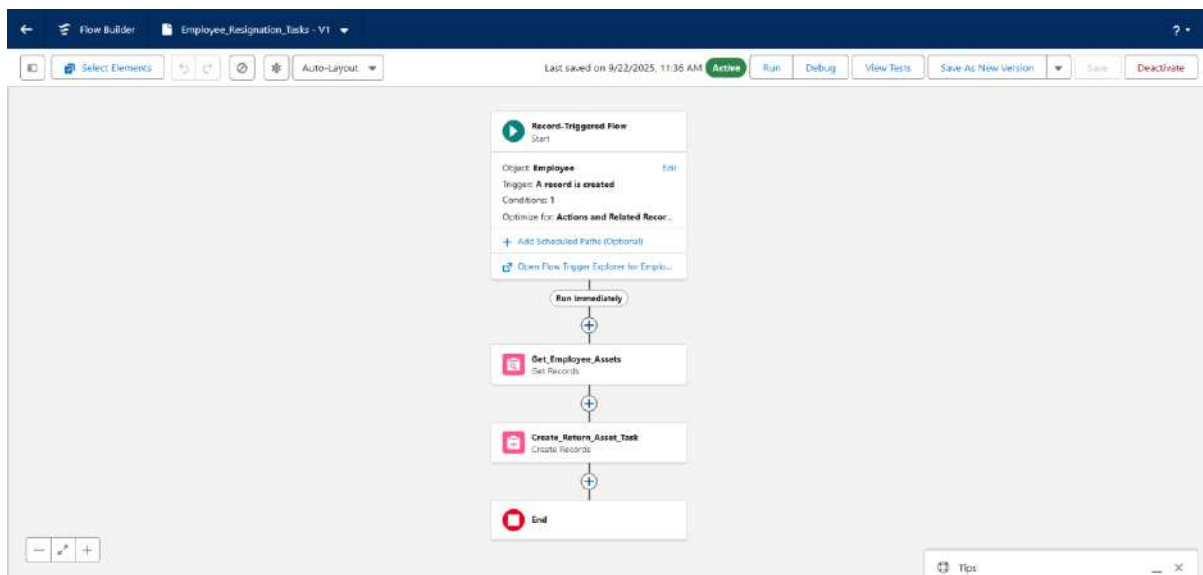 Flow Builder Employee_Resignation_Tasks - V1 ?
Select Elements Auto-Layout Last saved on 9/22/2025, 11:36 AM Active Run Debug View Tests Save As New Version Save Deactivate
Record-Triggered Flow
Start
Object: Employee Edit
Trigger: A record is created
Conditions: 1
Optimize for: Actions and Related Recor...
+ Add Scheduled Paths (Optional)
Open Flow Trigger Explorer for Emplo...
Run Immediately
Get_Employee_Assets
Get Records
Create_Return_Asset_Task
Create Records
End
Tips